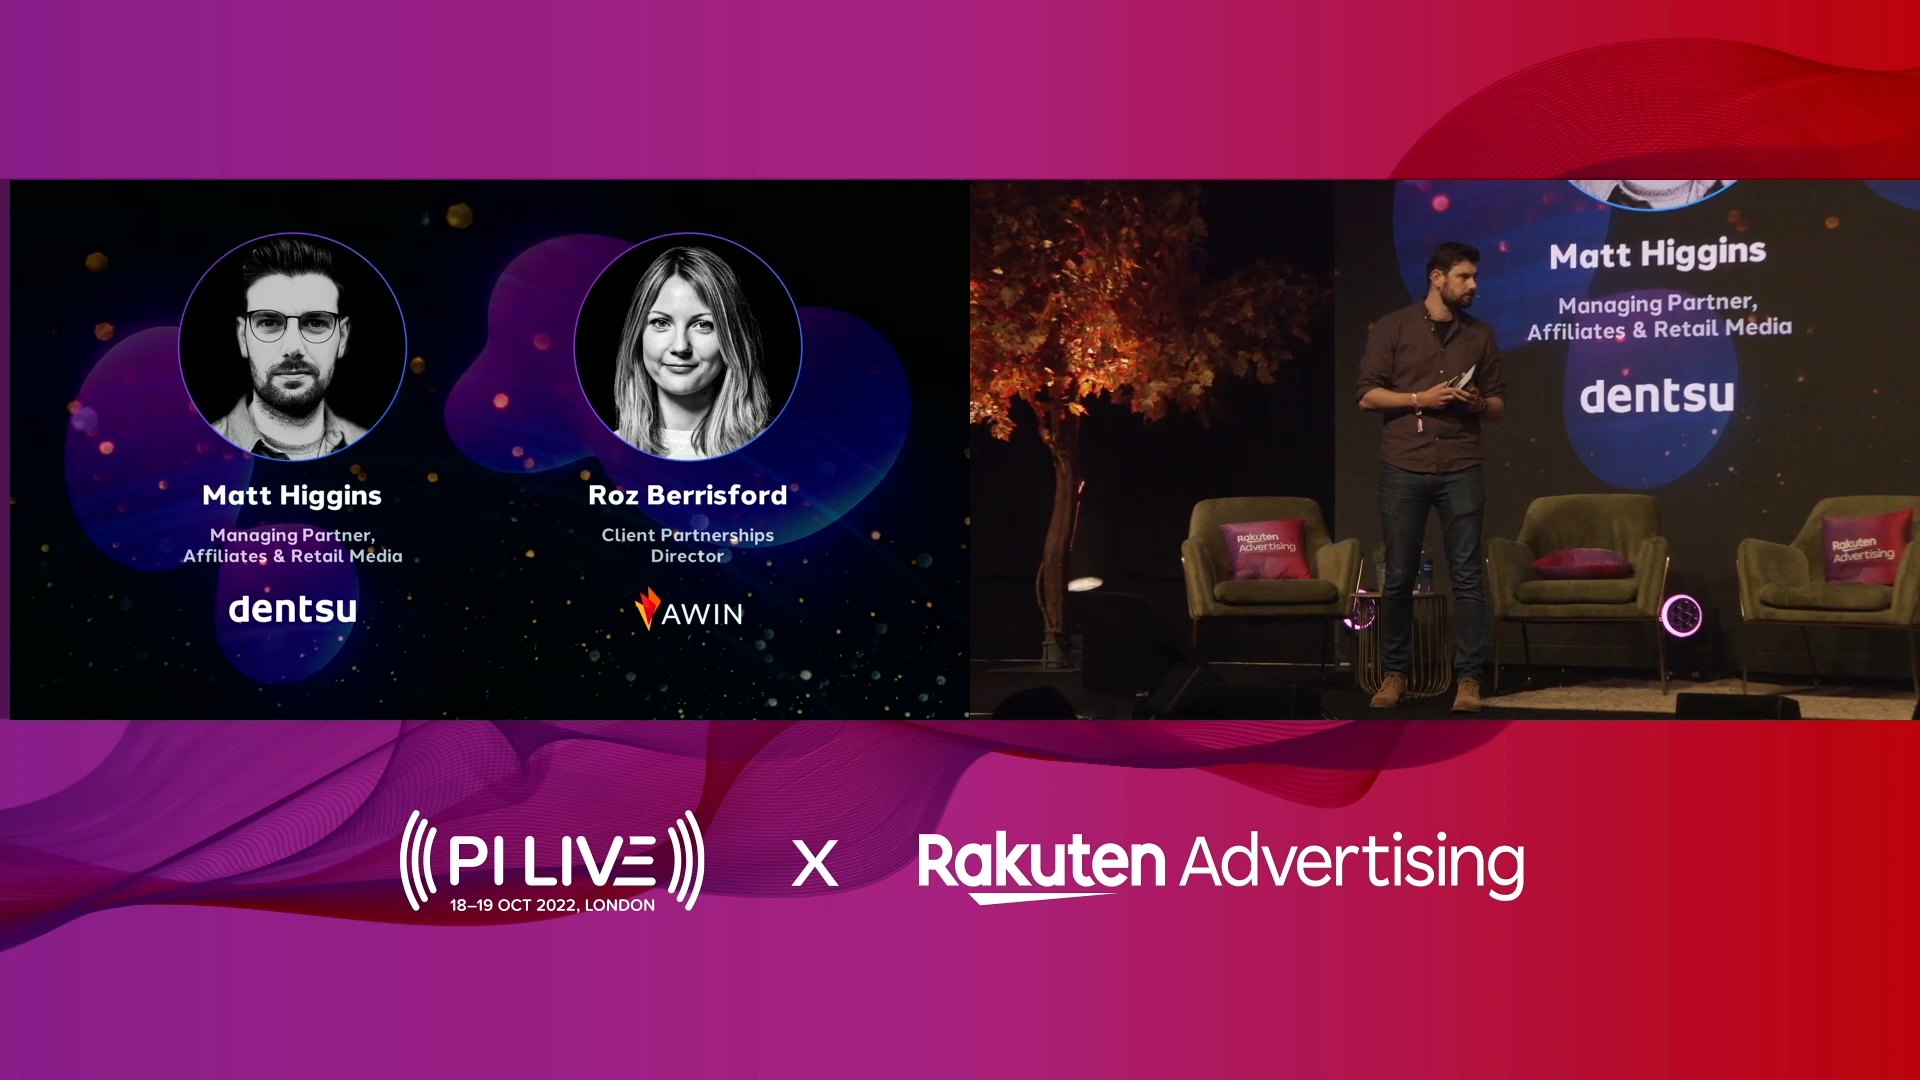 Matt Higgins
Managing Partner,
Affiliates & Retail Media
dentsu
Roz Berrisford
Client Partnerships
Director
AWIN
Matt Higgins
Managing Partner,
Affiliates & Retail Media
dentsu
Rakuten
Advertising
Rakuten
Advertising
PI LIVE
18–19 OCT 2022, LONDON
X
Rakuten Advertising